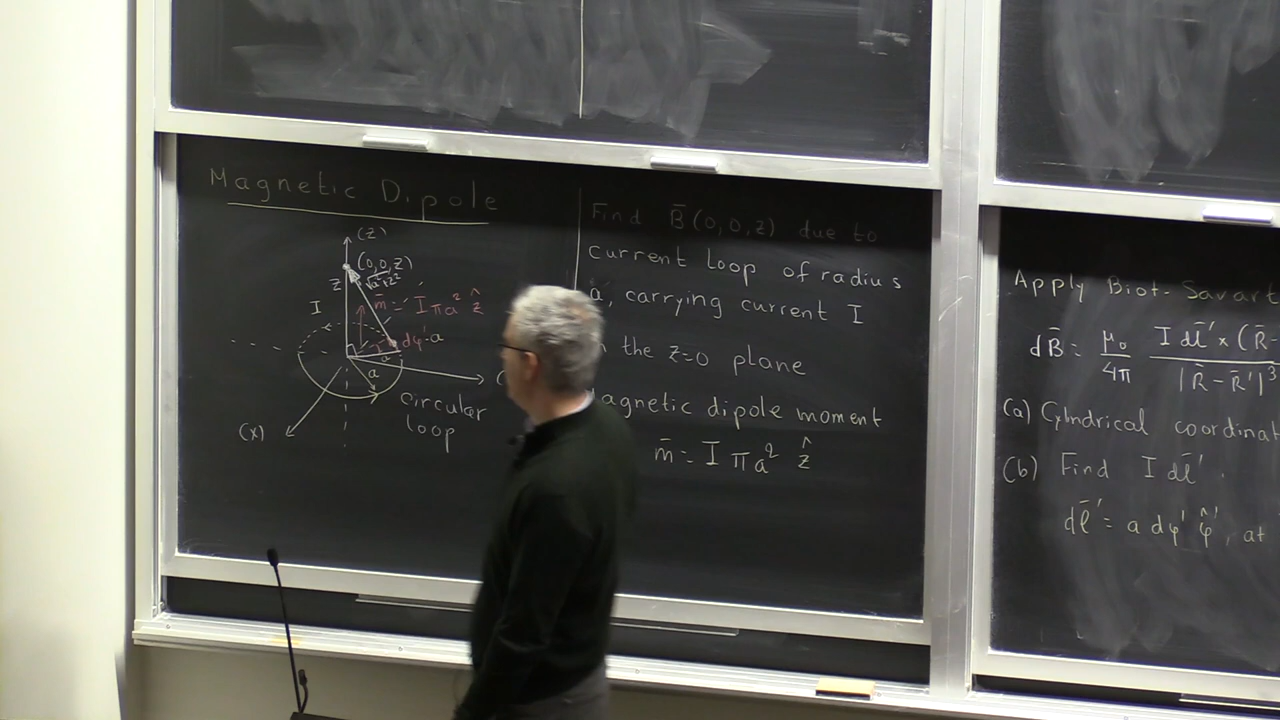 Magnetic Dipole
(z)
(0,0,z)
z
√a²+z²
I
m̄ = I π a² ẑ
dφ' a
a
a
(x)
circular
loop
Find B̄(0,0,z) due to
current loop of radius
a, carrying current I
the z=0 plane
agnetic dipole moment
m̄ = I π a² ẑ
Apply Biot-Savart
dB̄ = μ₀/4π I dl̄' × (R̄ - / |R̄ - R̄'|³
(a) Cylindrical coordinat
(b) Find I dl̄'.
dl̄' = a dφ' φ̂', at